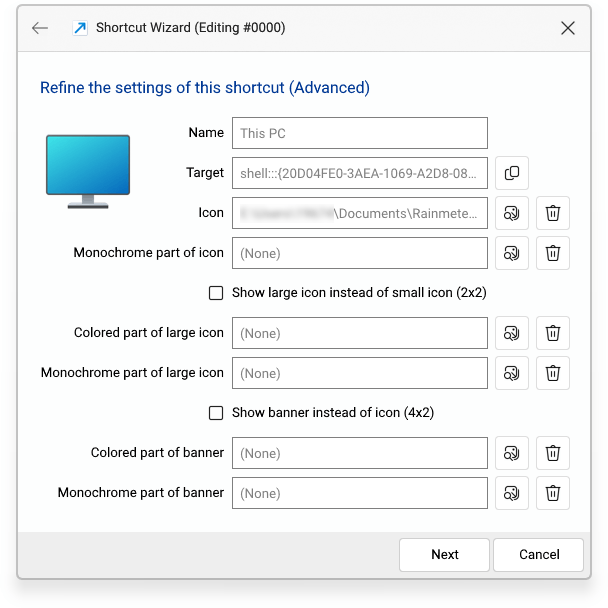 Shortcut Wizard (Editing #0000)
Refine the settings of this shortcut (Advanced)
Name
This PC
Target
shell:::{20D04FE0-3AEA-1069-A2D8-08...
Icon
\Documents\Rainmete...
Monochrome part of icon
(None)
Show large icon instead of small icon (2x2)
Colored part of large icon
(None)
Monochrome part of large icon
(None)
Show banner instead of icon (4x2)
Colored part of banner
(None)
Monochrome part of banner
(None)
Next
Cancel